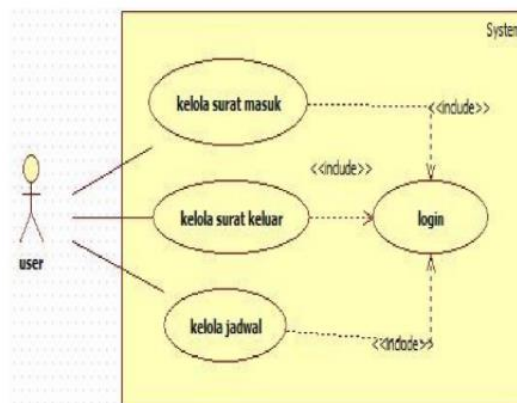 System
kelola surat masuk
<<include>>
<<include>>
kelola surat keluar
login
user
kelola jadwal
<<include>>